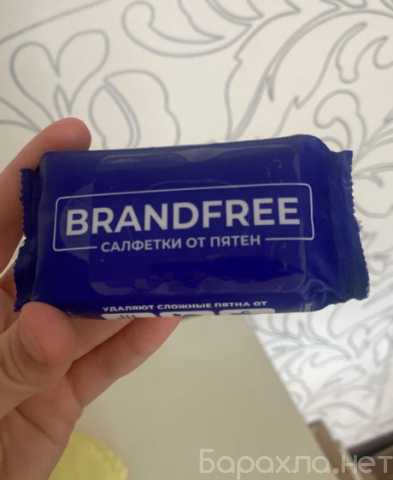 BRANDFREE
САЛФЕТКИ ОТ ПЯТЕН
УДАЛЯЮТ СЛОЖНЫЕ ПЯТНА ОТ
Барахла.нет